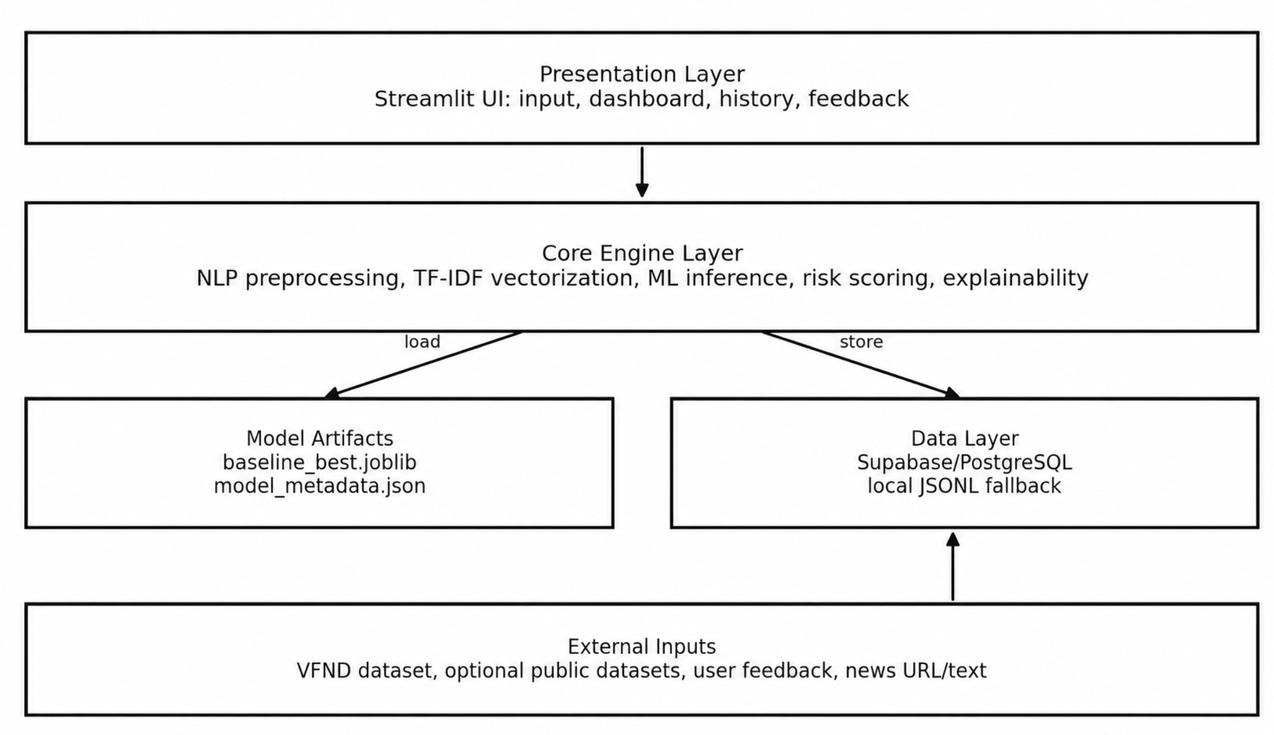 Presentation Layer
Streamlit UI: input, dashboard, history, feedback
Core Engine Layer
NLP preprocessing, TF-IDF vectorization, ML inference, risk scoring, explainability
load
store
Model Artifacts
baseline_best.joblib
model_metadata.json
Data Layer
Supabase/PostgreSQL
local JSONL fallback
External Inputs
VFND dataset, optional public datasets, user feedback, news URL/text